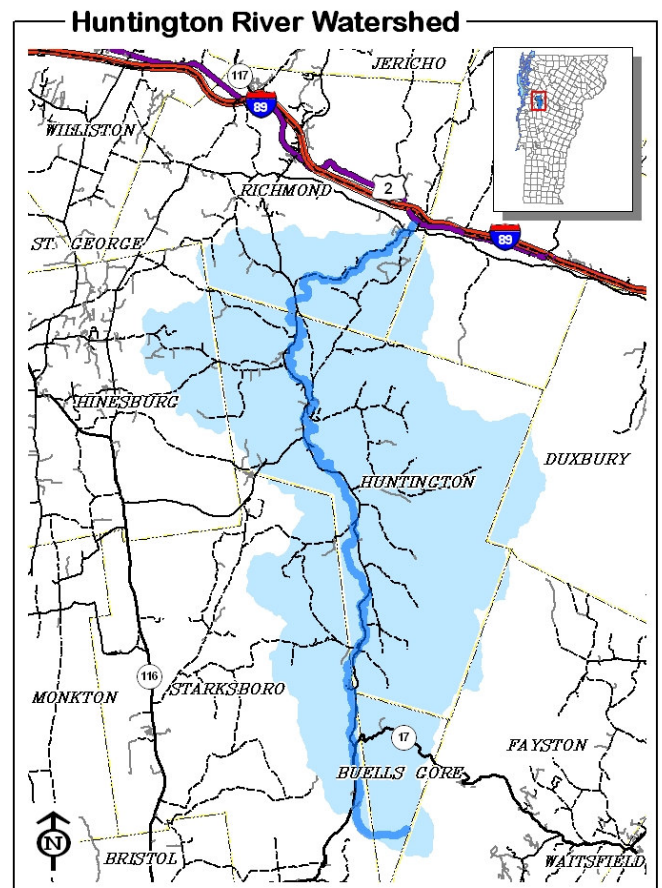 Huntington River Watershed
JERICHO
117
89
WILLISTON
RICHMOND
2
ST. GEORGE
89
HINESBURG
DUXBURY
HUNTINGTON
116
STARKSBORO
MONKTON
17
FAYSTON
BUELLS GORE
N
BRISTOL
WAITSFIELD